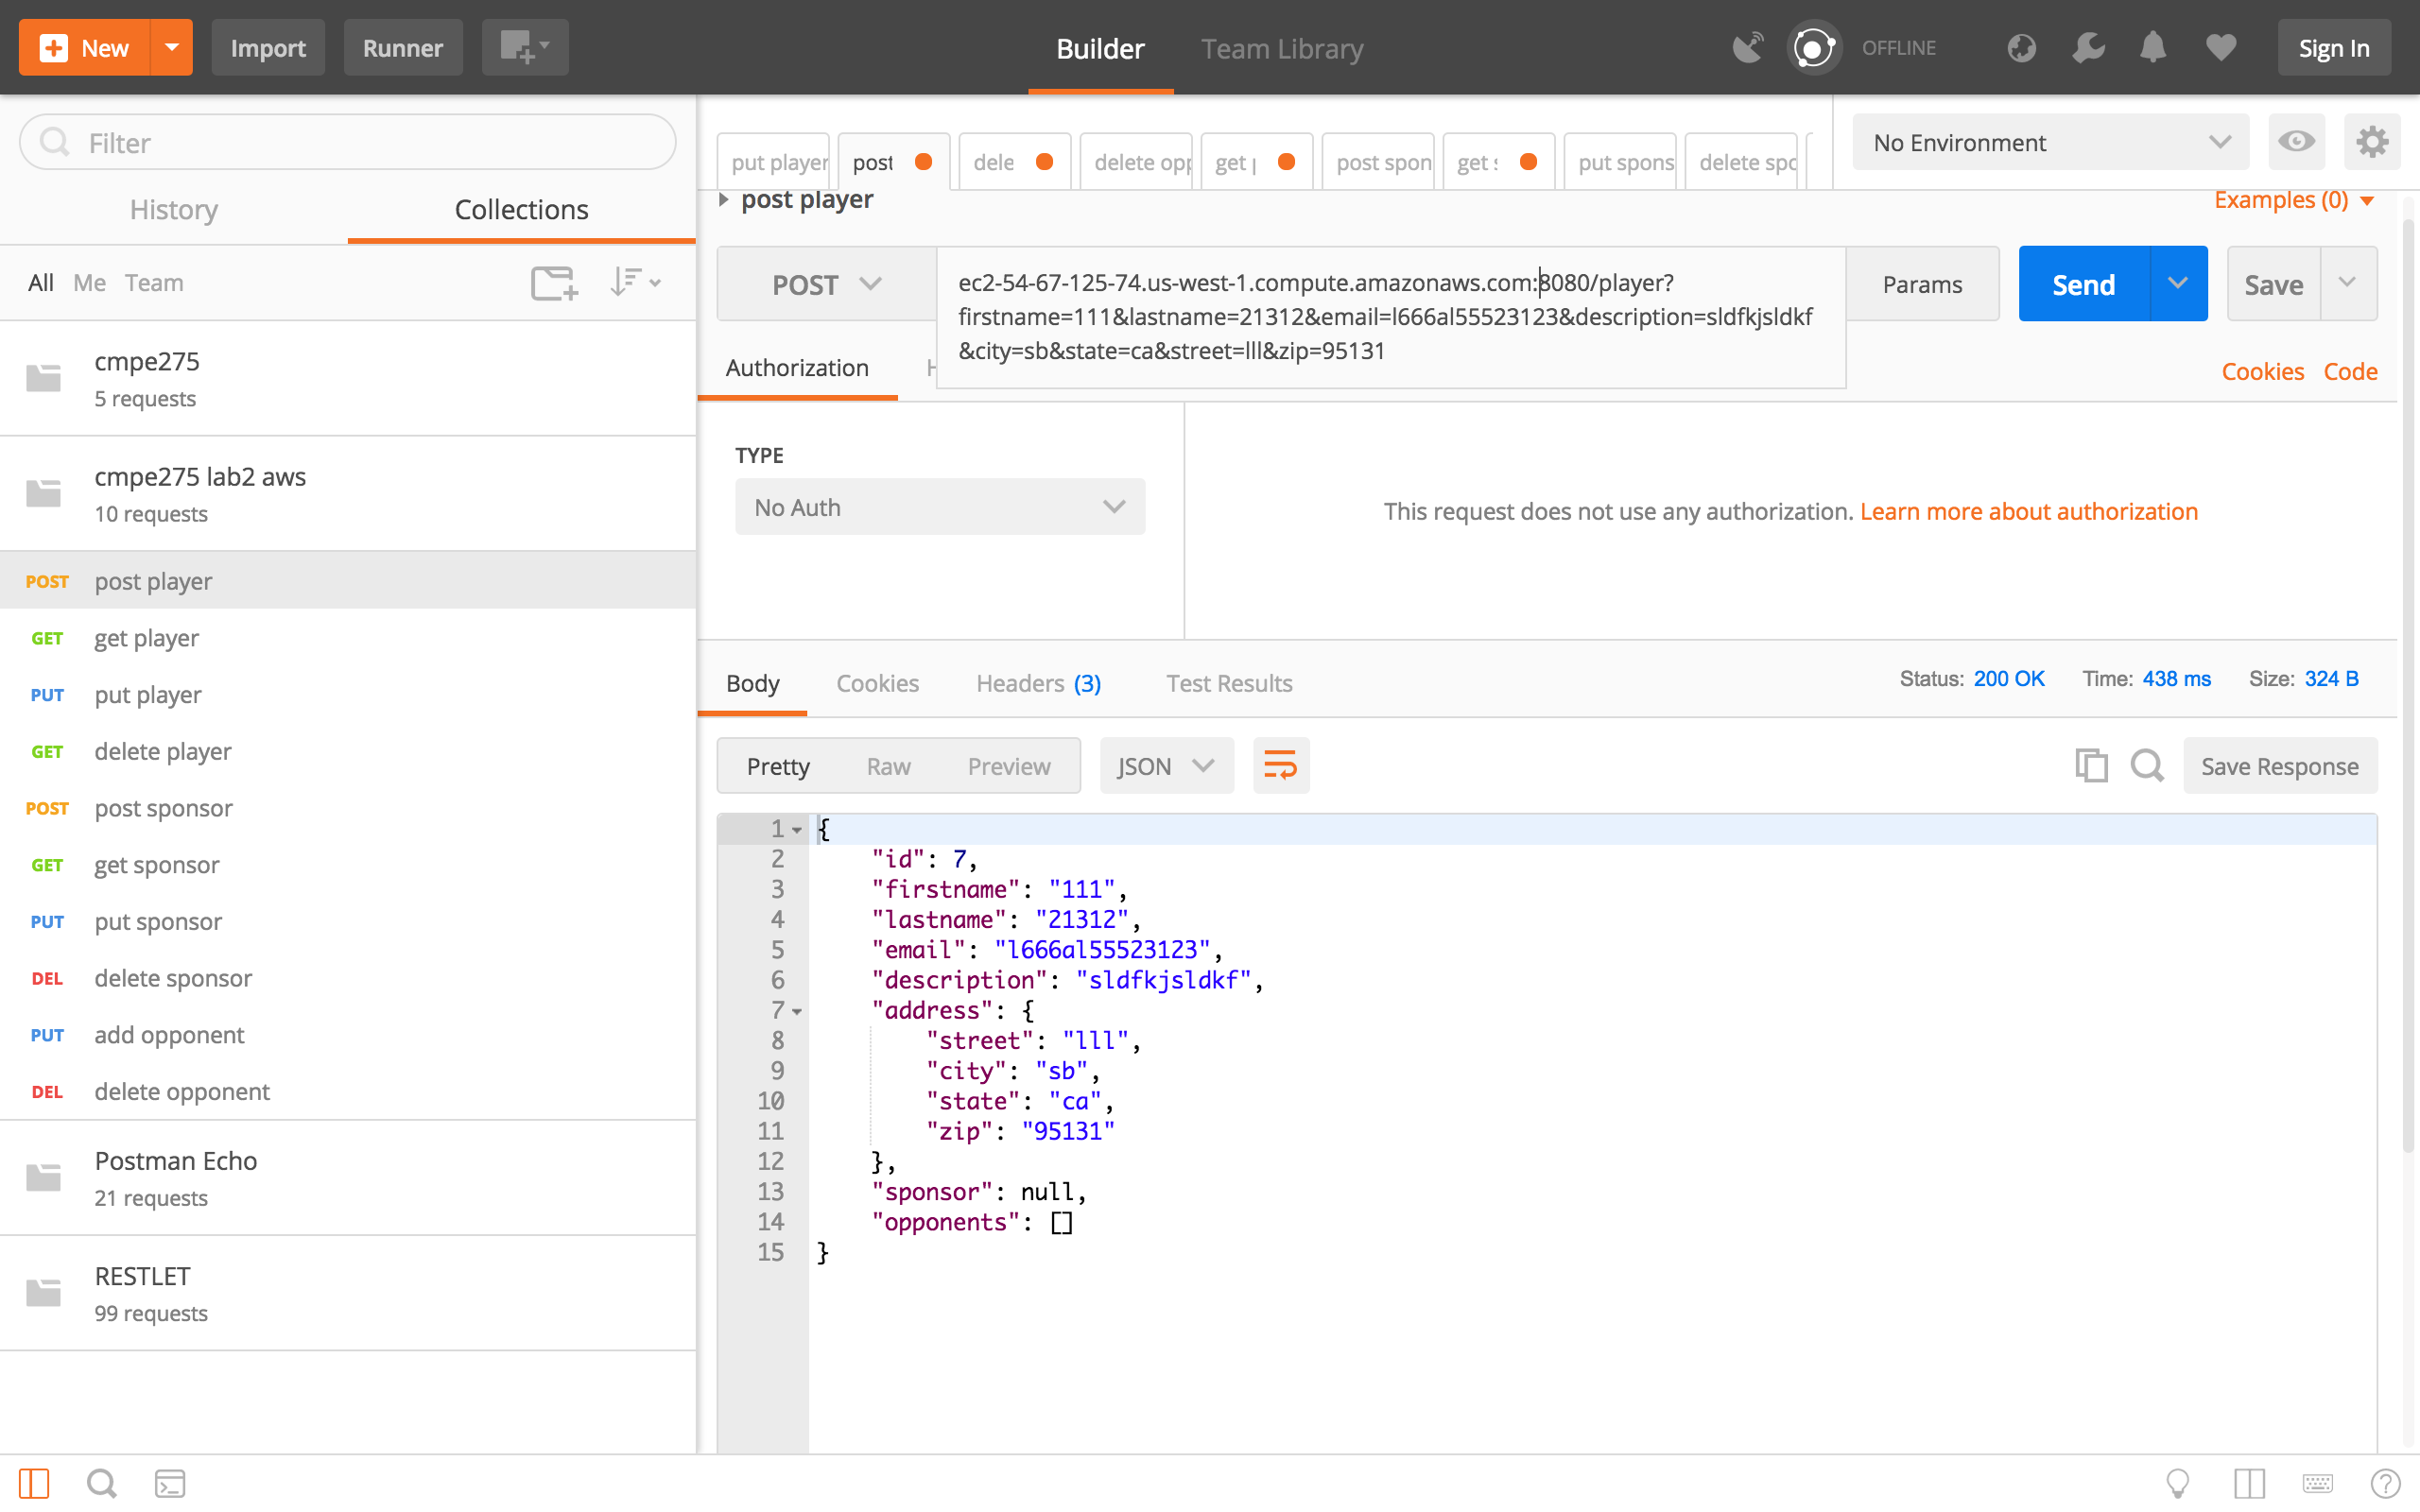 New
Import
Runner
Builder
Team Library
OFFLINE
Sign In
Filter
History
Collections
All Me Team
cmpe275
5 requests
cmpe275 lab2 aws
10 requests
POST post player
GET get player
PUT put player
GET delete player
POST post sponsor
GET get sponsor
PUT put sponsor
DEL delete sponsor
PUT add opponent
DEL delete opponent
Postman Echo
21 requests
RESTLET
99 requests
put player
post
dele
delete opp
get
post spon
get
put spons
delete spc
No Environment
post player
Examples (0)
POST
ec2-54-67-125-74.us-west-1.compute.amazonaws.com:8080/player?
firstname=111&lastname=21312&email=l666al55523123&description=sldfkjsldkf
&city=sb&state=ca&street=lll&zip=95131
Params
Send
Save
Authorization
Cookies Code
TYPE
No Auth
This request does not use any authorization. Learn more about authorization
Body Cookies Headers (3) Test Results
Status: 200 OK Time: 438 ms Size: 324 B
Pretty Raw Preview JSON Save Response
1 {
2 "id": 7,
3 "firstname": "111",
4 "lastname": "21312",
5 "email": "l666al55523123",
6 "description": "sldfkjsldkf",
7 "address": {
8 "street": "lll",
9 "city": "sb",
10 "state": "ca",
11 "zip": "95131"
12 },
13 "sponsor": null,
14 "opponents": []
15 }